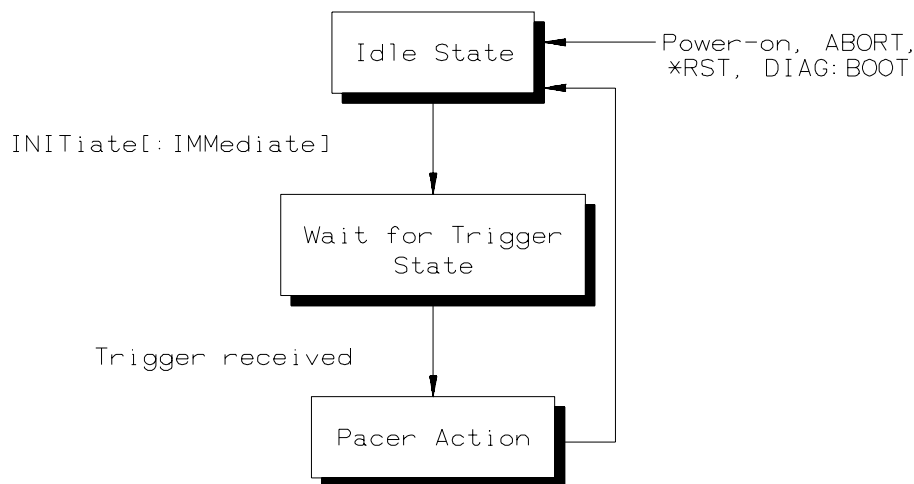 Idle State
Power-on, ABORT,
*RST, DIAG:BOOT
INITiate[:IMMediate]
Wait for Trigger
State
Trigger received
Pacer Action